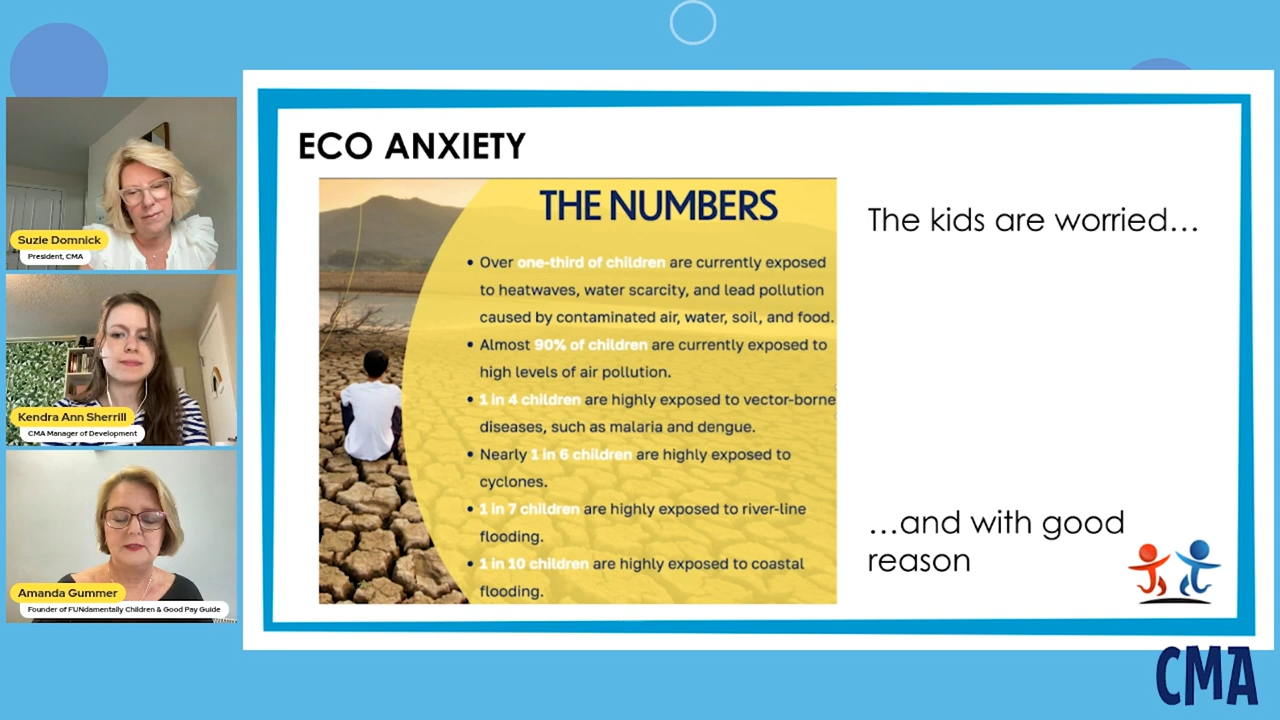 Suzie Domnick
President, CMA
Kendra Ann Sherrill
CMA Manager of Development
Amanda Gummer
Founder of FUNdamentally Children & Good Pay Guide
ECO ANXIETY
THE NUMBERS
• Over one-third of children are currently exposed
to heatwaves, water scarcity, and lead pollution
caused by contaminated air, water, soil, and food.
• Almost 90% of children are currently exposed to
high levels of air pollution.
• 1 in 4 children are highly exposed to vector-borne
diseases, such as malaria and dengue.
• Nearly 1 in 6 children are highly exposed to
cyclones.
• 1 in 7 children are highly exposed to river-line
flooding.
• 1 in 10 children are highly exposed to coastal
flooding.
The kids are worried...
...and with good
reason
CMA